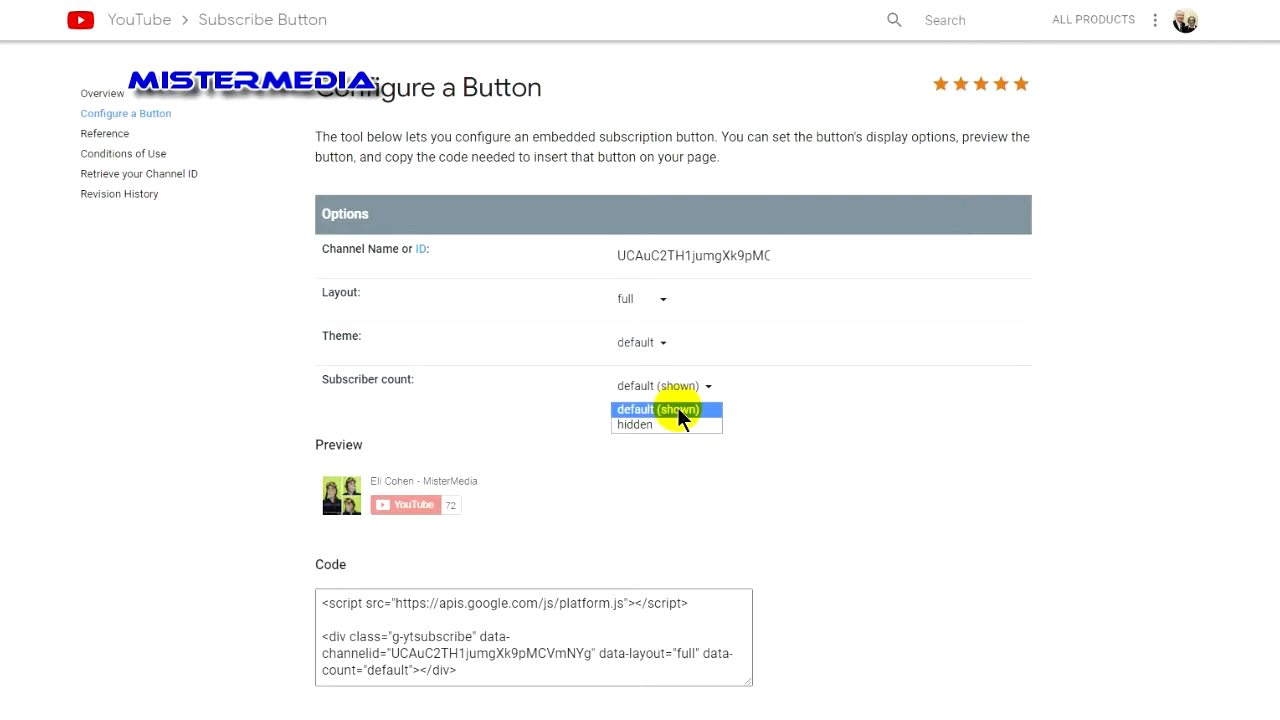 YouTube > Subscribe Button
Search
ALL PRODUCTS
MISTERMEDIA
Overview
Configure a Button
Reference
Conditions of Use
Retrieve your Channel ID
Revision History
Configure a Button
The tool below lets you configure an embedded subscription button. You can set the button's display options, preview the
button, and copy the code needed to insert that button on your page.
Options
Channel Name or ID:
UCAuC2TH1jumgXk9pMC
Layout:
full
Theme:
default
Subscriber count:
default (shown)
default (shown)
hidden
Preview
Eli Cohen - MisterMedia
YouTube 72
Code
<script src="https://apis.google.com/js/platform.js"></script>
<div class="g-ytsubscribe" data-
channelid="UCAuC2TH1jumgXk9pMCVmNYg" data-layout="full" data-
count="default"></div>